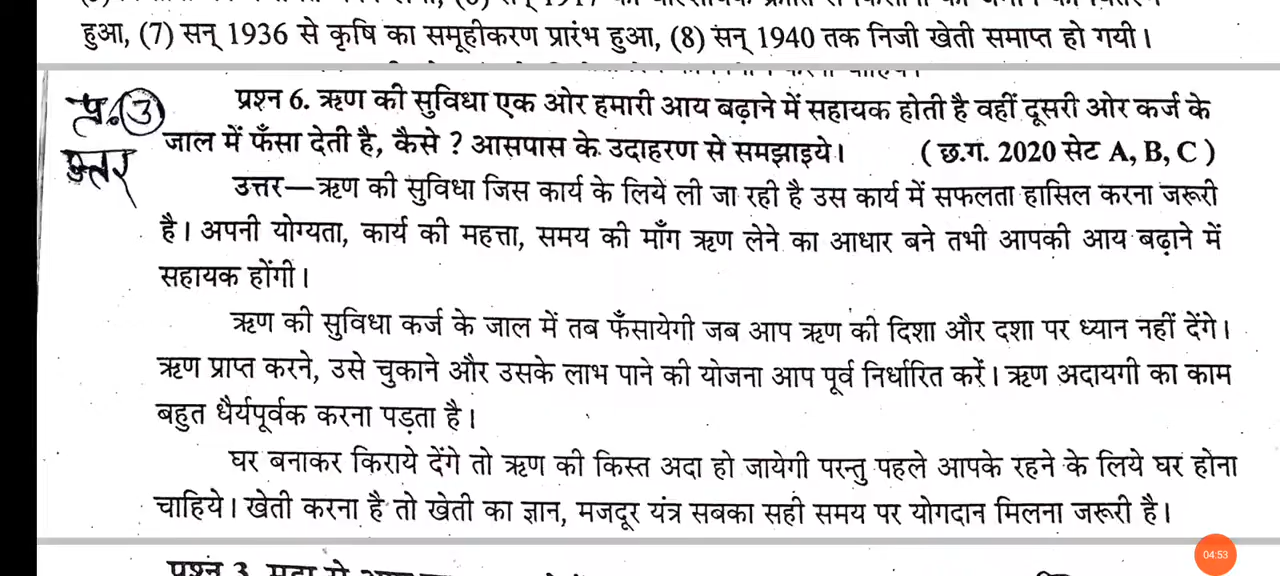 हुआ, (7) सन् 1936 से कृषि का समूहीकरण प्रारंभ हुआ, (8) सन् 1940 तक निजी खेती समाप्त हो गयी।
प्र. 3 प्रश्न 6. ऋण की सुविधा एक ओर हमारी आय बढ़ाने में सहायक होती है वहीं दूसरी ओर कर्ज के
उत्तर जाल में फँसा देती है, कैसे ? आसपास के उदाहरण से समझाइये। ( छ.ग. 2020 सेट A, B, C )
उत्तर—ऋण की सुविधा जिस कार्य के लिये ली जा रही है उस कार्य में सफलता हासिल करना जरूरी
है। अपनी योग्यता, कार्य की महत्ता, समय की माँग ऋण लेने का आधार बने तभी आपकी आय बढ़ाने में
सहायक होंगी।
ऋण की सुविधा कर्ज के जाल में तब फँसायेगी जब आप ऋण की दिशा और दशा पर ध्यान नहीं देंगे।
ऋण प्राप्त करने, उसे चुकाने और उसके लाभ पाने की योजना आप पूर्व निर्धारित करें। ऋण अदायगी का काम
बहुत धैर्यपूर्वक करना पड़ता है।
घर बनाकर किराये देंगे तो ऋण की किस्त अदा हो जायेगी परन्तु पहले आपके रहने के लिये घर होना
चाहिये। खेती करना है तो खेती का ज्ञान, मजदूर यंत्र सबका सही समय पर योगदान मिलना जरूरी है।
04:53
प्रश्न 3.